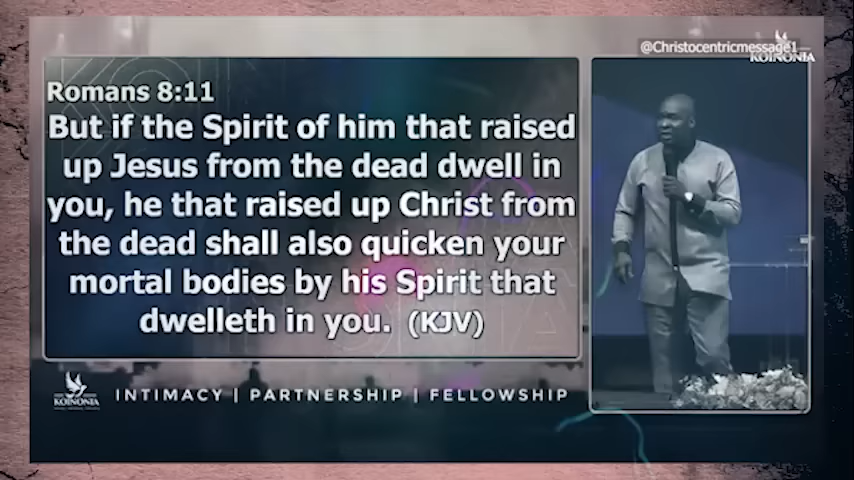 @Christocentricmessage1
KOINONIA
Romans 8:11
But if the Spirit of him that raised
up Jesus from the dead dwell in
you, he that raised up Christ from
the dead shall also quicken your
mortal bodies by his Spirit that
dwelleth in you. (KJV)
KOINONIA
INTIMACY | PARTNERSHIP | FELLOWSHIP